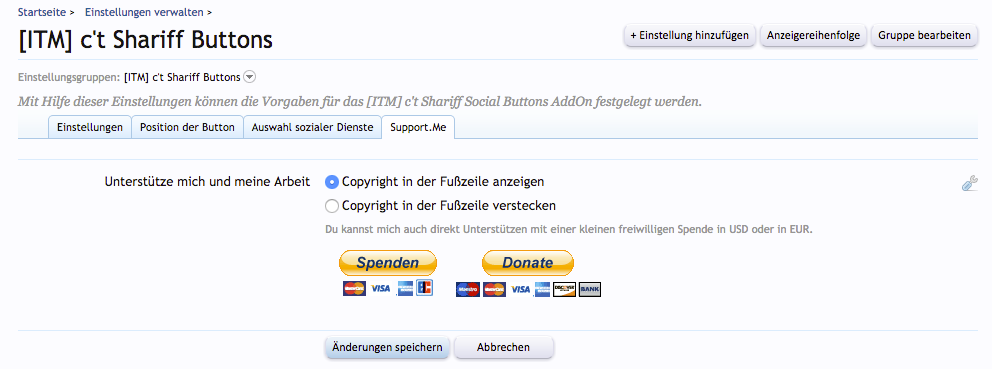 Startseite > Einstellungen verwalten >
[ITM] c't Shariff Buttons
+ Einstellung hinzufügen Anzeigereihenfolge Gruppe bearbeiten
Einstellungsgruppen: [ITM] c't Shariff Buttons
Mit Hilfe dieser Einstellungen können die Vorgaben für das [ITM] c't Shariff Social Buttons AddOn festgelegt werden.
Einstellungen Position der Button Auswahl sozialer Dienste Support.Me
Unterstütze mich und meine Arbeit Copyright in der Fußzeile anzeigen
Copyright in der Fußzeile verstecken
Du kannst mich auch direkt Unterstützen mit einer kleinen freiwilligen Spende in USD oder in EUR.
Spenden Donate
MasterCard VISA Maestro MasterCard VISA DISCOVER BANK
Änderungen speichern Abbrechen